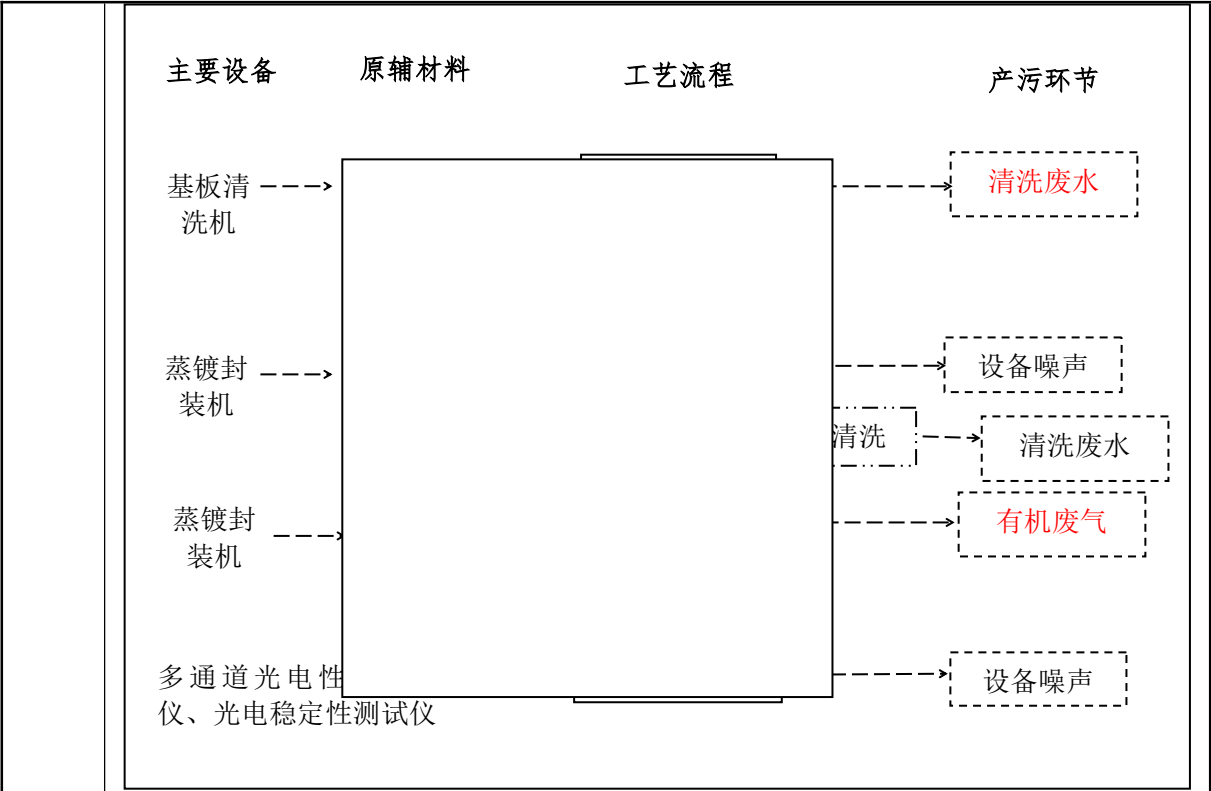 主要设备
原辅材料
工艺流程
产污环节
基板清
洗机
清洗废水
蒸镀封
装机
设备噪声
清洗
清洗废水
蒸镀封
装机
有机废气
多通道光电性
仪、光电稳定性测试仪
设备噪声